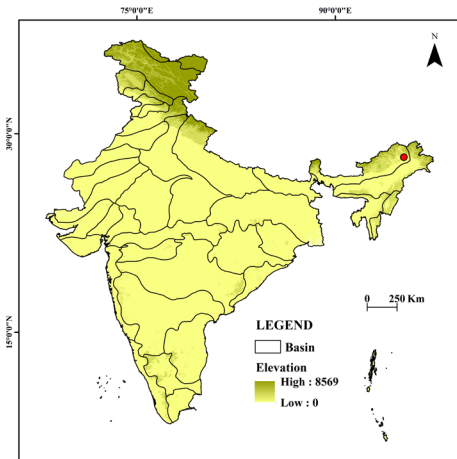 75°0'0"E 90°0'0"E
N
30°0'0"N
15°0'0"N
0 250 Km
LEGEND
Basin
Elevation
High : 8569
Low : 0